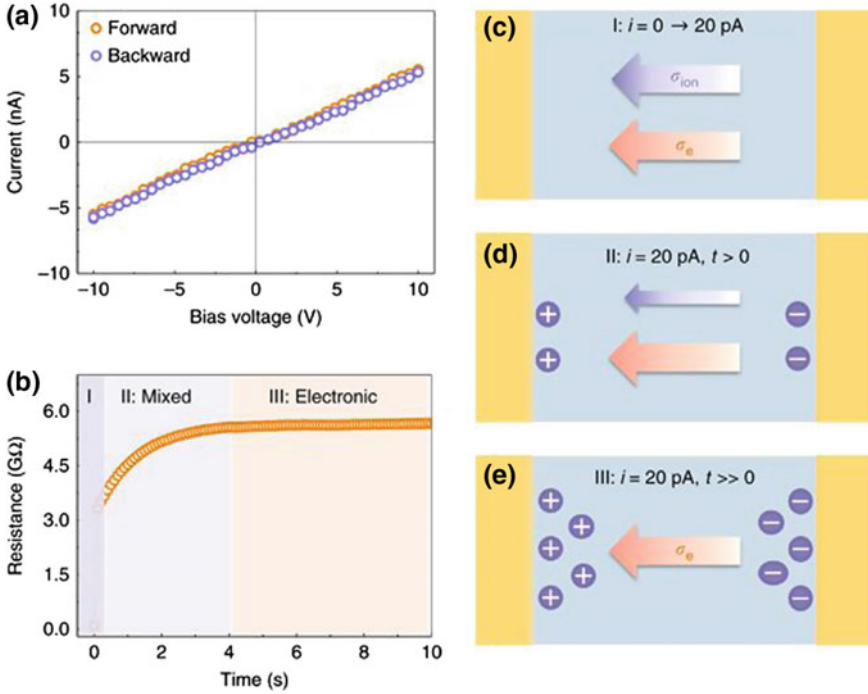 (a)
Forward
Backward
Current (nA)
10
5
0
−5
−10
−10
−5
0
5
10
Bias voltage (V)
(b)
I
II: Mixed
III: Electronic
Resistance (GΩ)
6.0
4.5
3.0
1.5
0.0
0
2
4
6
8
10
Time (s)
(c)
I: i = 0 → 20 pA
σion
σe
(d)
II: i = 20 pA, t > 0
+ −
+ −
(e)
III: i = 20 pA, t >> 0
+ −
+ −
+ σe −
+ −
+ −